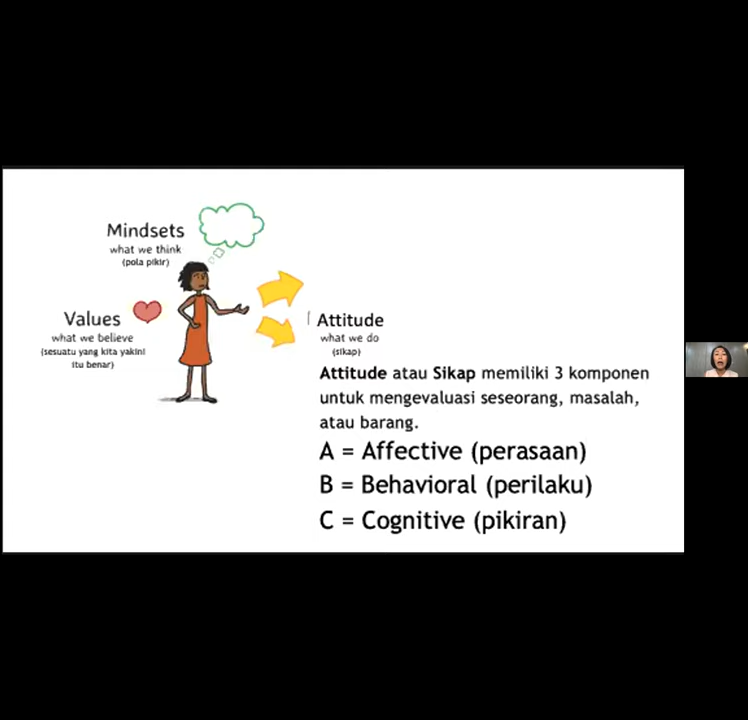 Mindsets
what we think
(pola pikir)
Values
what we believe
(sesuatu yang kita yakini
itu benar)
Attitude
what we do
(sikap)
Attitude atau Sikap memiliki 3 komponen
untuk mengevaluasi seseorang, masalah,
atau barang.
A = Affective (perasaan)
B = Behavioral (perilaku)
C = Cognitive (pikiran)